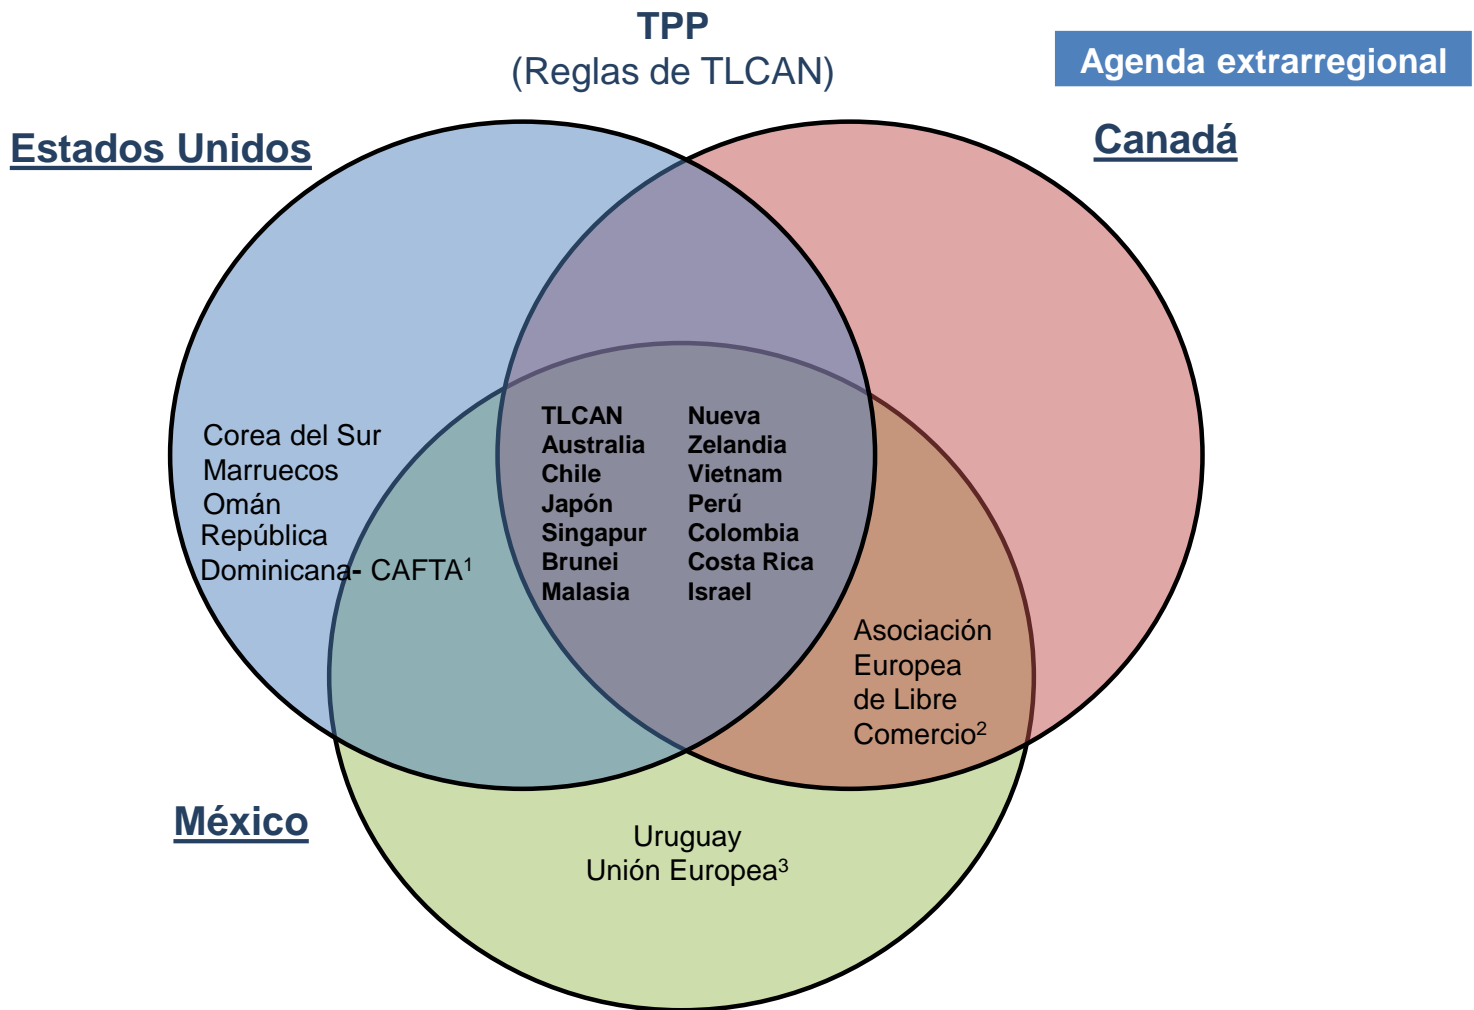 TPP
(Reglas de TLCAN)
Agenda extrarregional
Estados Unidos
Canadá
Corea del Sur
Marruecos
Omán
República
Dominicana- CAFTA¹
TLCAN
Australia
Chile
Japón
Singapur
Brunei
Malasia
Nueva
Zelandia
Vietnam
Perú
Colombia
Costa Rica
Israel
Asociación
Europea
de Libre
Comercio²
México
Uruguay
Unión Europea³